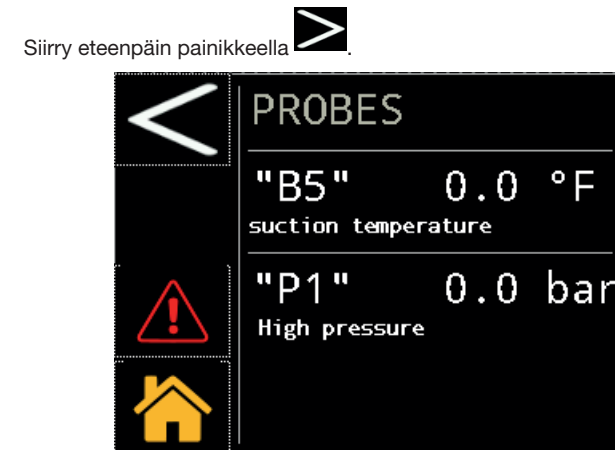 Siirry eteenpäin painikkeella >.
PROBES
"B5" 0.0 °F
suction temperature
"P1" 0.0 bar
High pressure